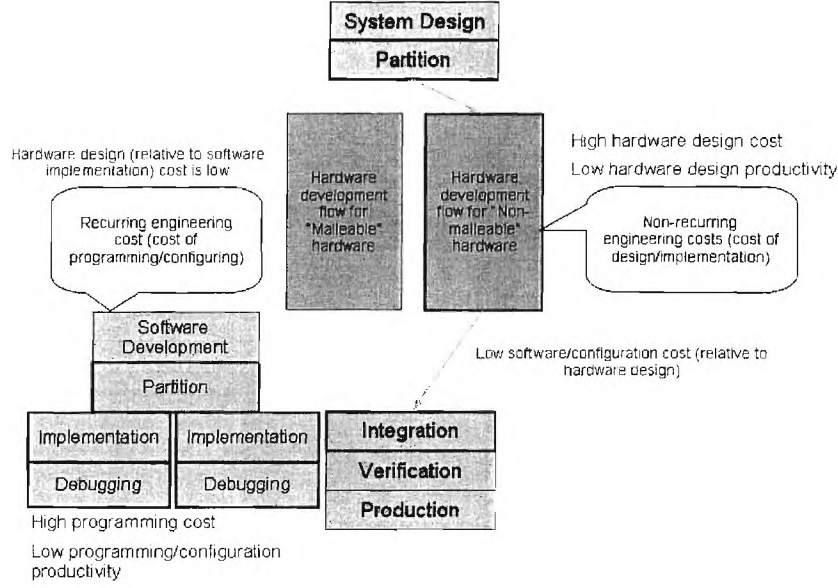 System Design
Partition
Hardware design (relative to software
implementation) cost is low
Recurring engineering
cost (cost of
programming/configuring)
Hardware
development
flow for
"Malleable"
hardware
Hardware
development
flow for "Non-
malleable"
hardware
High hardware design cost
Low hardware design productivity
Non-recurring
engineering costs (cost of
design/implementation)
Software
Development
Partition
Implementation
Implementation
Debugging
Debugging
High programming cost
Low programming/configuration
productivity
Low software/configuration cost (relative to
hardware design)
Integration
Verification
Production